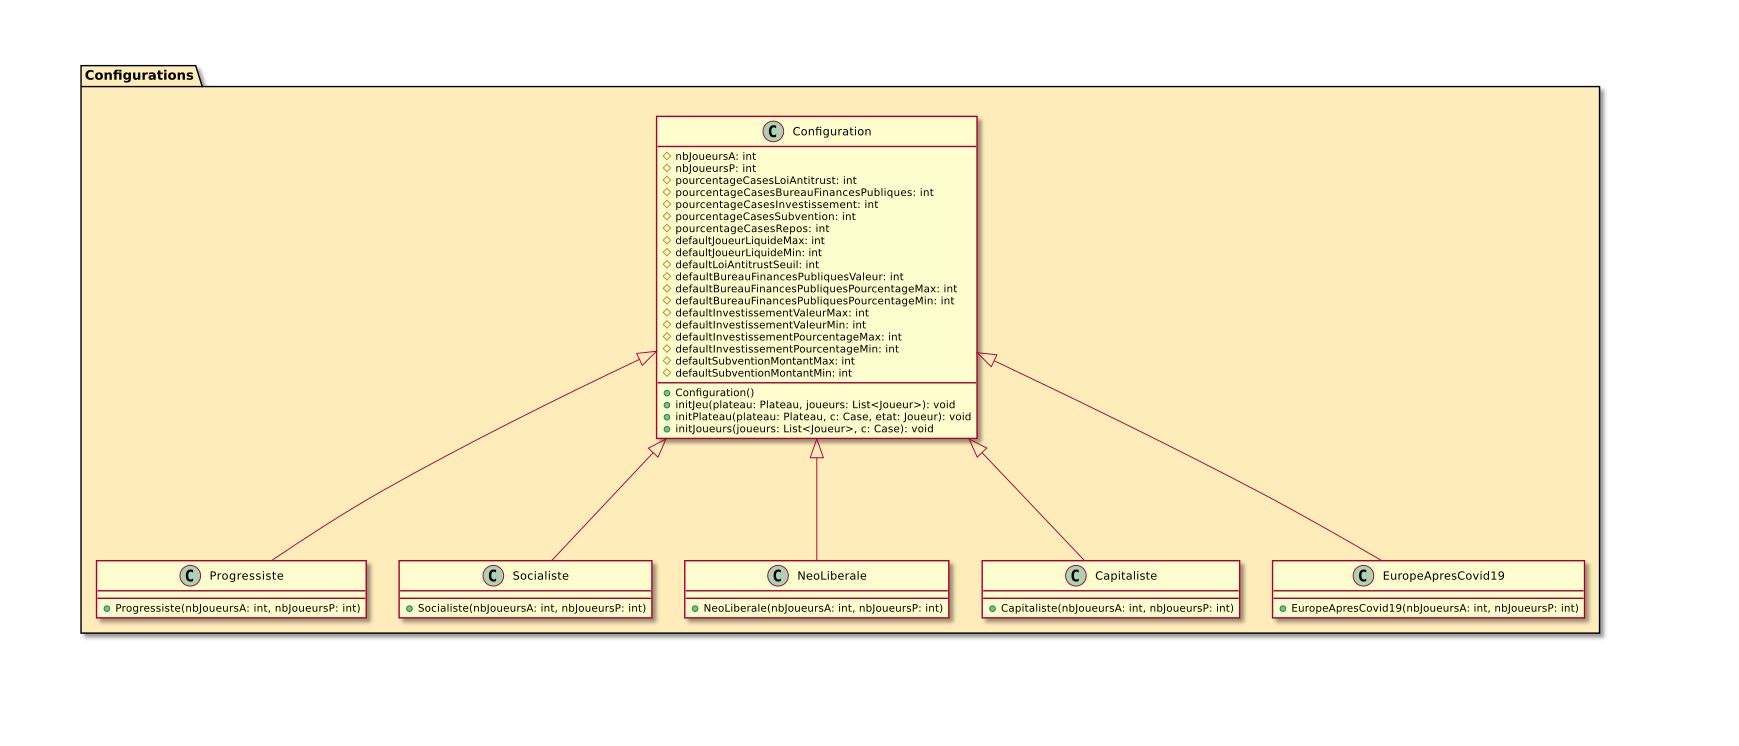 Configurations
C Configuration
nbJoueursA: int
nbJoueursP: int
pourcentageCasesLoiAntitrust: int
pourcentageCasesBureauFinancesPubliques: int
pourcentageCasesInvestissement: int
pourcentageCasesSubvention: int
pourcentageCasesRepos: int
defaultJoueurLiquideMax: int
defaultJoueurLiquideMin: int
defaultLoiAntitrustSeuil: int
defaultBureauFinancesPubliquesValeur: int
defaultBureauFinancesPubliquesPourcentageMax: int
defaultBureauFinancesPubliquesPourcentageMin: int
defaultInvestissementValeurMax: int
defaultInvestissementValeurMin: int
defaultInvestissementPourcentageMax: int
defaultInvestissementPourcentageMin: int
defaultSubventionMontantMax: int
defaultSubventionMontantMin: int
Configuration()
initJeu(plateau: Plateau, joueurs: List<Joueur>): void
initPlateau(plateau: Plateau, c: Case, etat: Joueur): void
initJoueurs(joueurs: List<Joueur>, c: Case): void
C Progressiste
Progressiste(nbJoueursA: int, nbJoueursP: int)
C Socialiste
Socialiste(nbJoueursA: int, nbJoueursP: int)
C NeoLiberale
NeoLiberale(nbJoueursA: int, nbJoueursP: int)
C Capitaliste
Capitaliste(nbJoueursA: int, nbJoueursP: int)
C EuropeApresCovid19
EuropeApresCovid19(nbJoueursA: int, nbJoueursP: int)